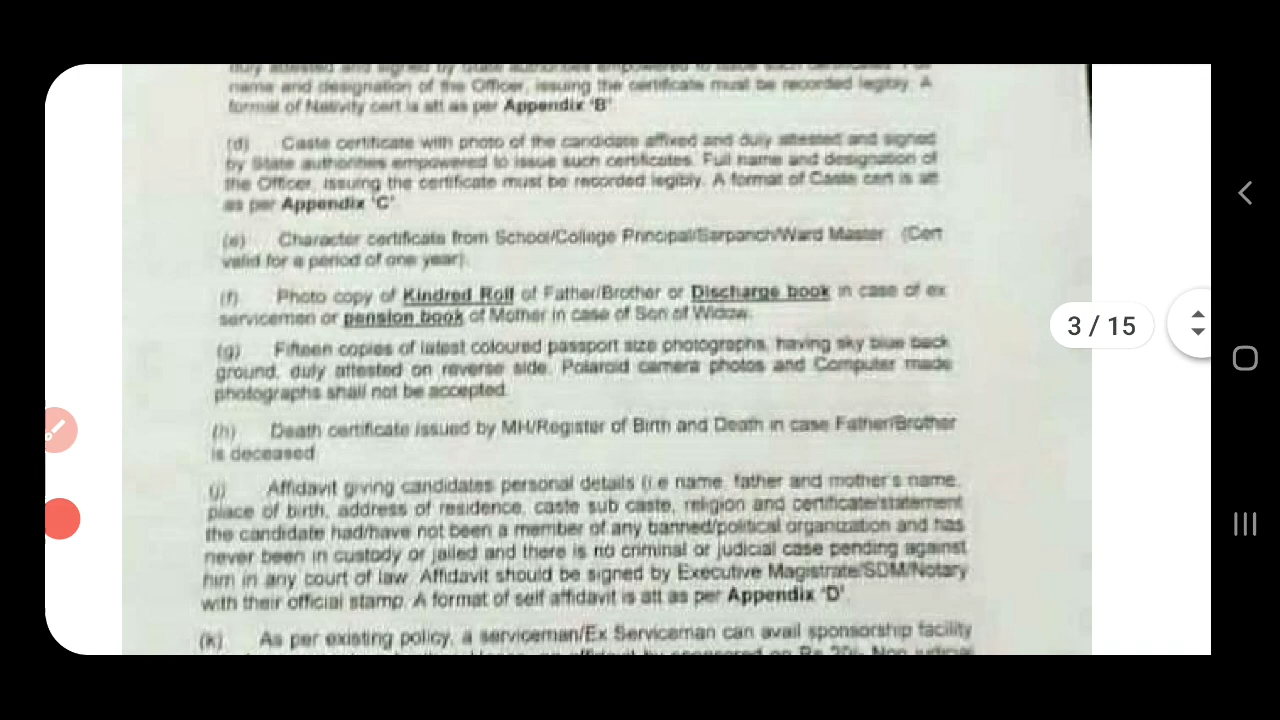 duly attested and signed by State authorities empowered to issue such certificates. Full
name and designation of the Officer, issuing the certificate must be recorded legibly. A
format of Nativity cert is att as per Appendix 'B'
(d) Caste certificate with photo of the candidate affixed and duly attested and signed
by State authorities empowered to issue such certificates. Full name and designation of
the Officer, issuing the certificate must be recorded legibly. A format of Caste cert is att
as per Appendix 'C'
(e) Character certificate from School/College Principal/Sarpanch/Ward Master. (Cert
valid for a period of one year).
(f) Photo copy of Kindred Roll of Father/Brother or Discharge book in case of ex
servicemen or pension book of Mother in case of Son of Widow.
(g) Fifteen copies of latest coloured passport size photographs, having sky blue back
ground, duly attested on reverse side. Polaroid camera photos and Computer made
photographs shall not be accepted.
3 / 15
(h) Death certificate issued by MH/Register of Birth and Death in case Father/Brother
is deceased
(j) Affidavit giving candidates personal details (i.e name, father and mother's name,
place of birth, address of residence, caste sub caste, religion and certificate/statement
the candidate had/have not been a member of any banned/political organization and has
never been in custody or jailed and there is no criminal or judicial case pending against
him in any court of law. Affidavit should be signed by Executive Magistrate/SDM/Notary
with their official stamp. A format of self affidavit is att as per Appendix 'D'
(k) As per existing policy, a serviceman/Ex Serviceman can avail sponsorship facility